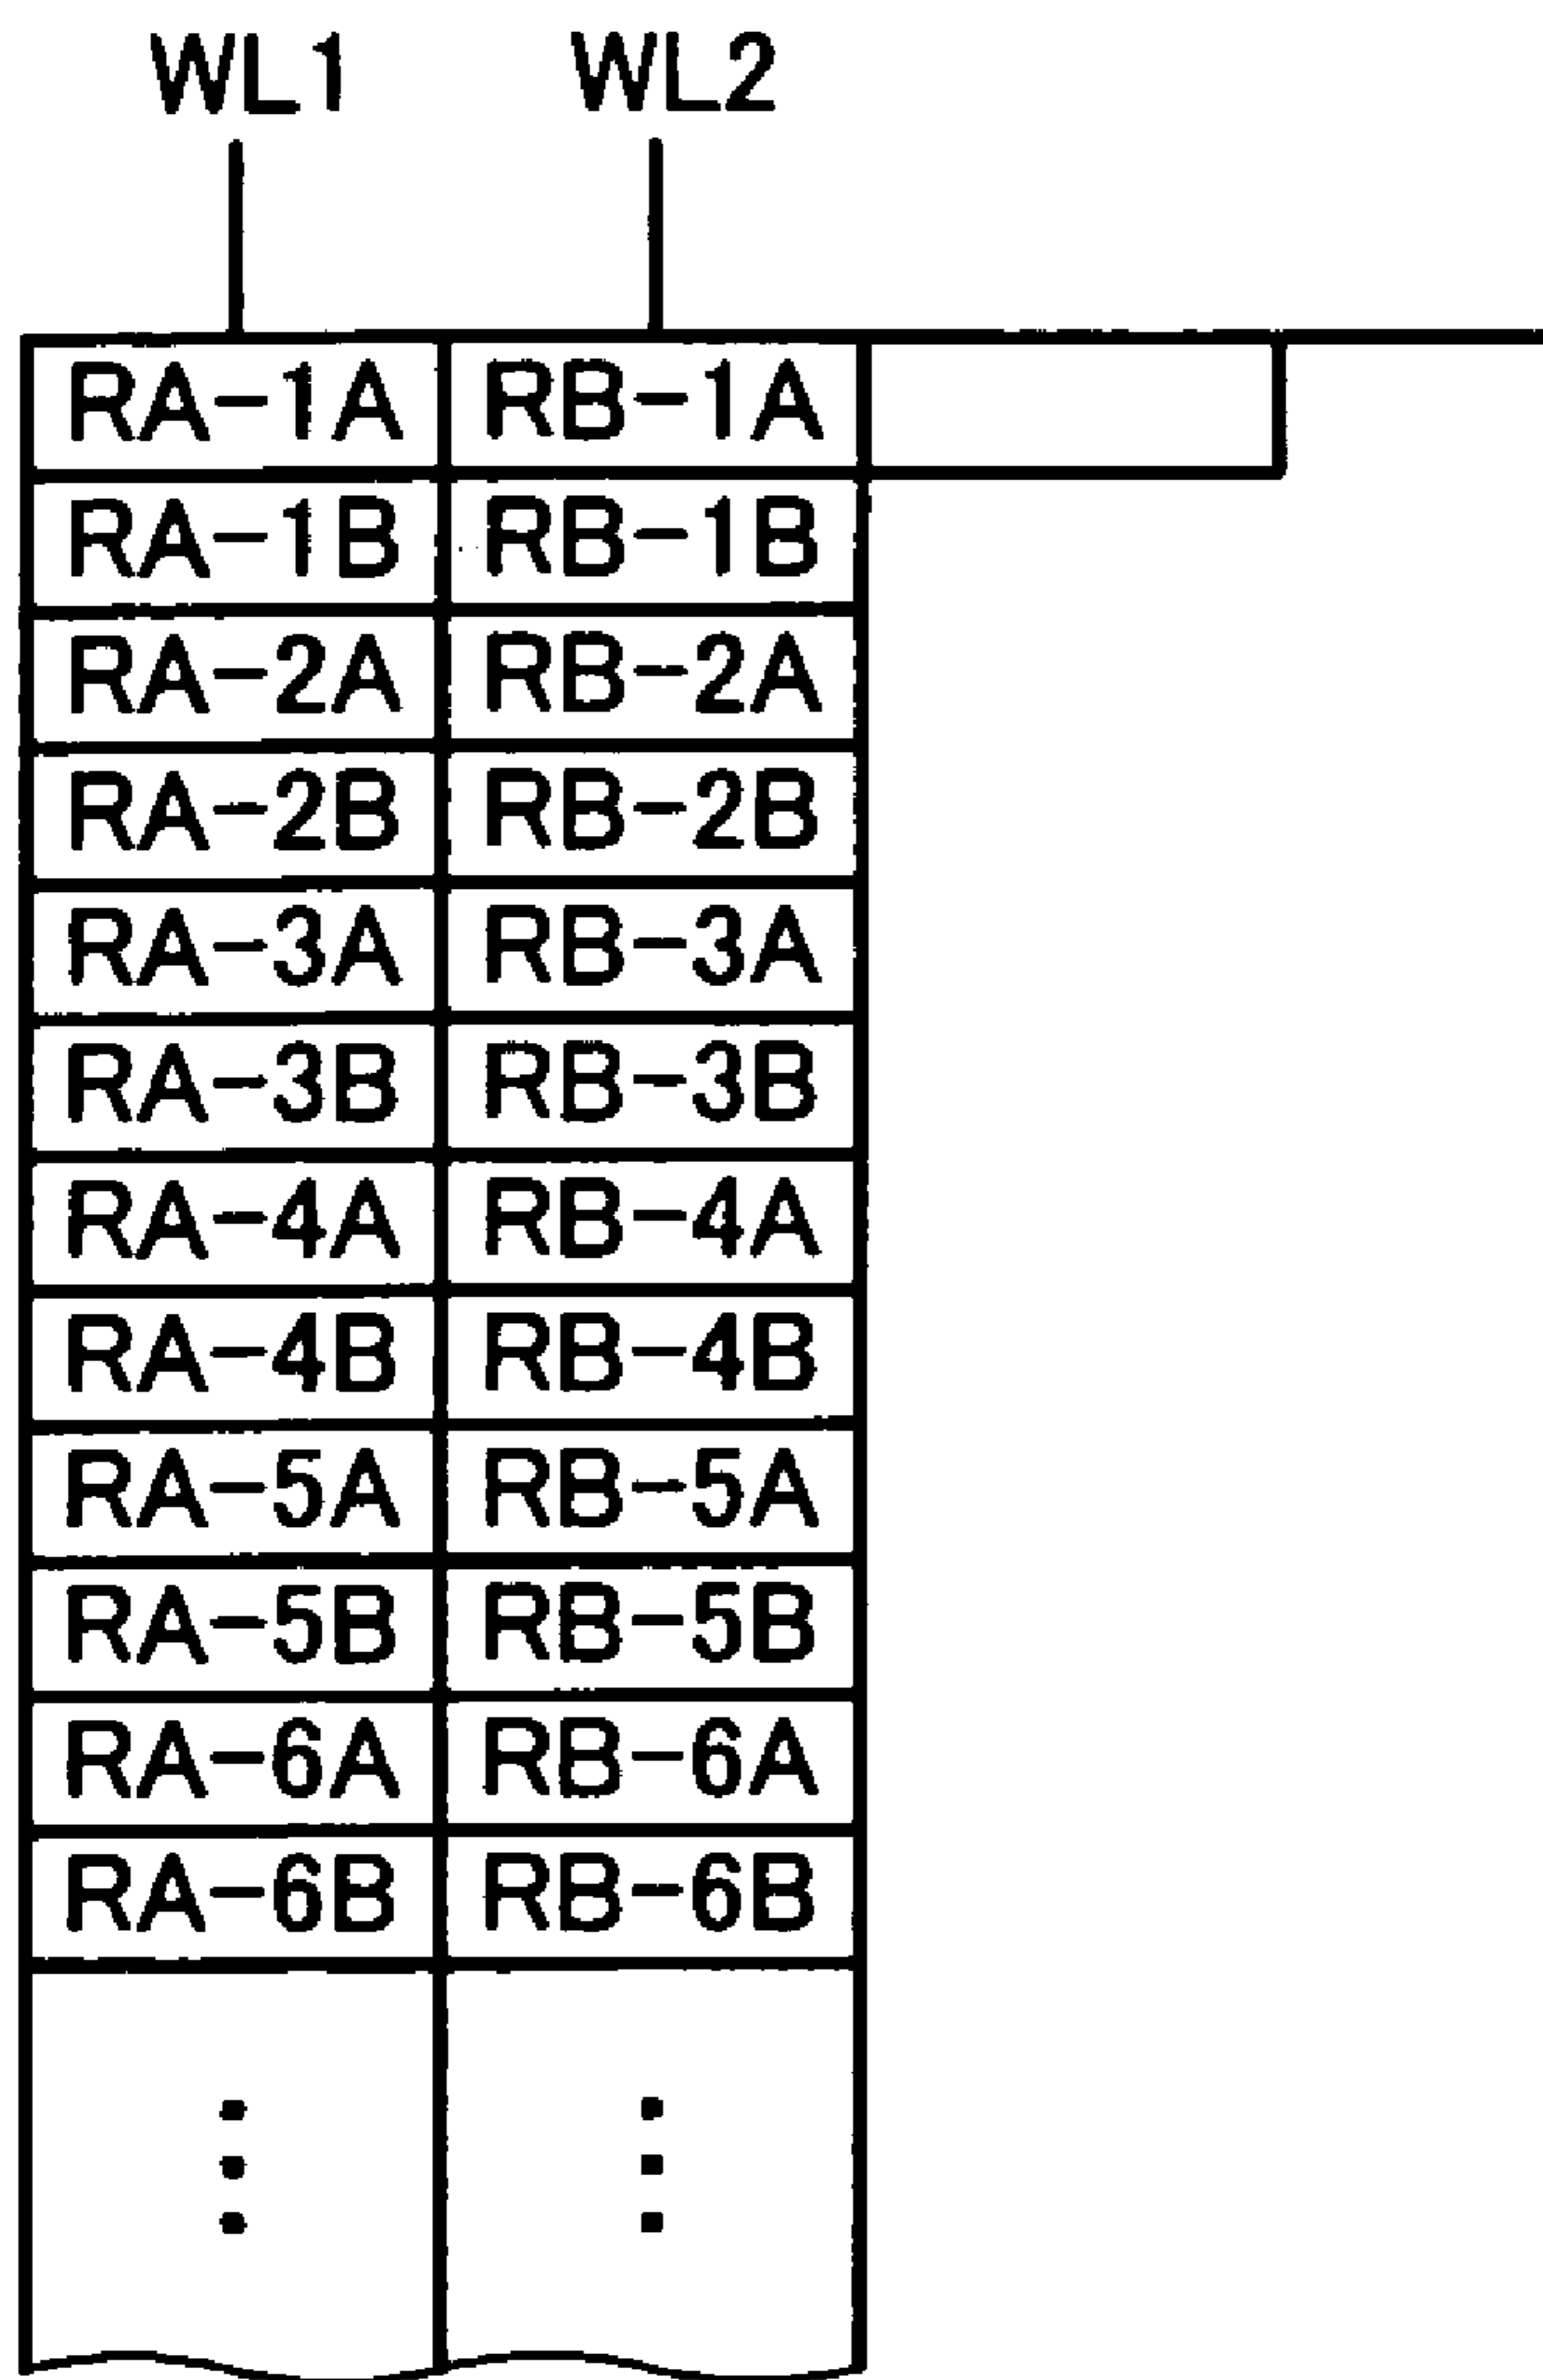 WL1 WL2
RA-1A RB-1A
RA-1B RB-1B
RA-2A RB-2A
RA-2B RB-2B
RA-3A RB-3A
RA-3B RB-3B
RA-4A RB-4A
RA-4B RB-4B
RA-5A RB-5A
RA-5B RB-5B
RA-6A RB-6A
RA-6B RB-6B